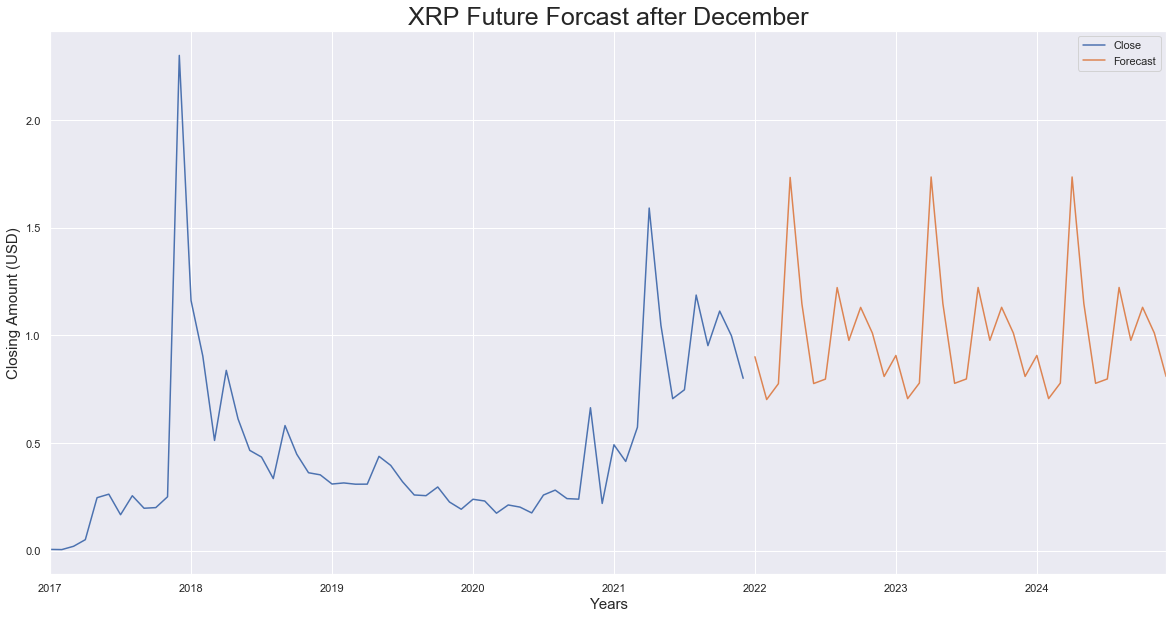 XRP Future Forcast after December
Close
Forecast
Closing Amount (USD)
2.0
1.5
1.0
0.5
0.0
2017
2018
2019
2020
2021
2022
2023
2024
Years